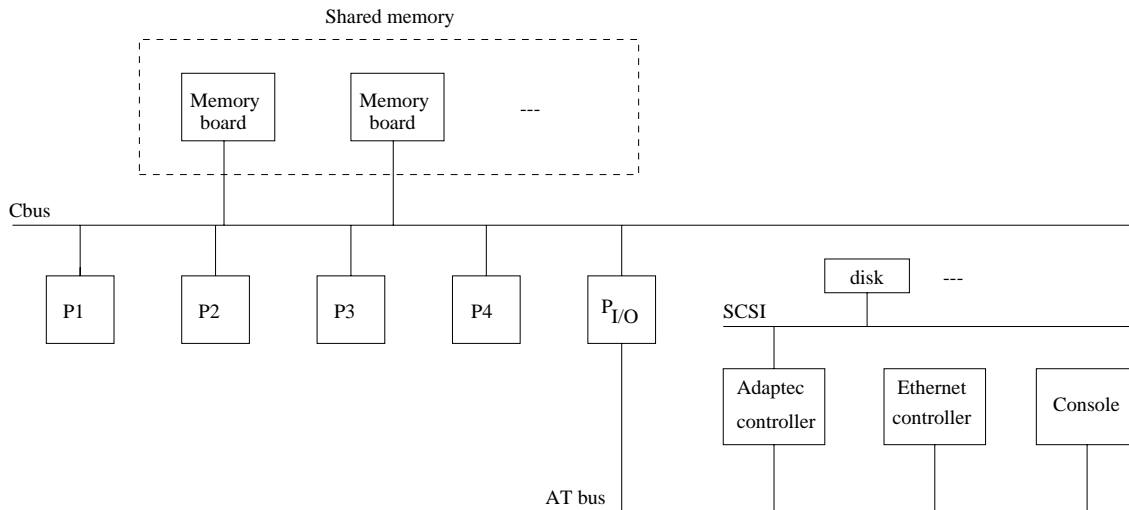 Shared memory
Memory
board
Memory
board
---
Cbus
P1
P2
P3
P4
PI/O
disk
---
SCSI
Adaptec
controller
Ethernet
controller
Console
AT bus